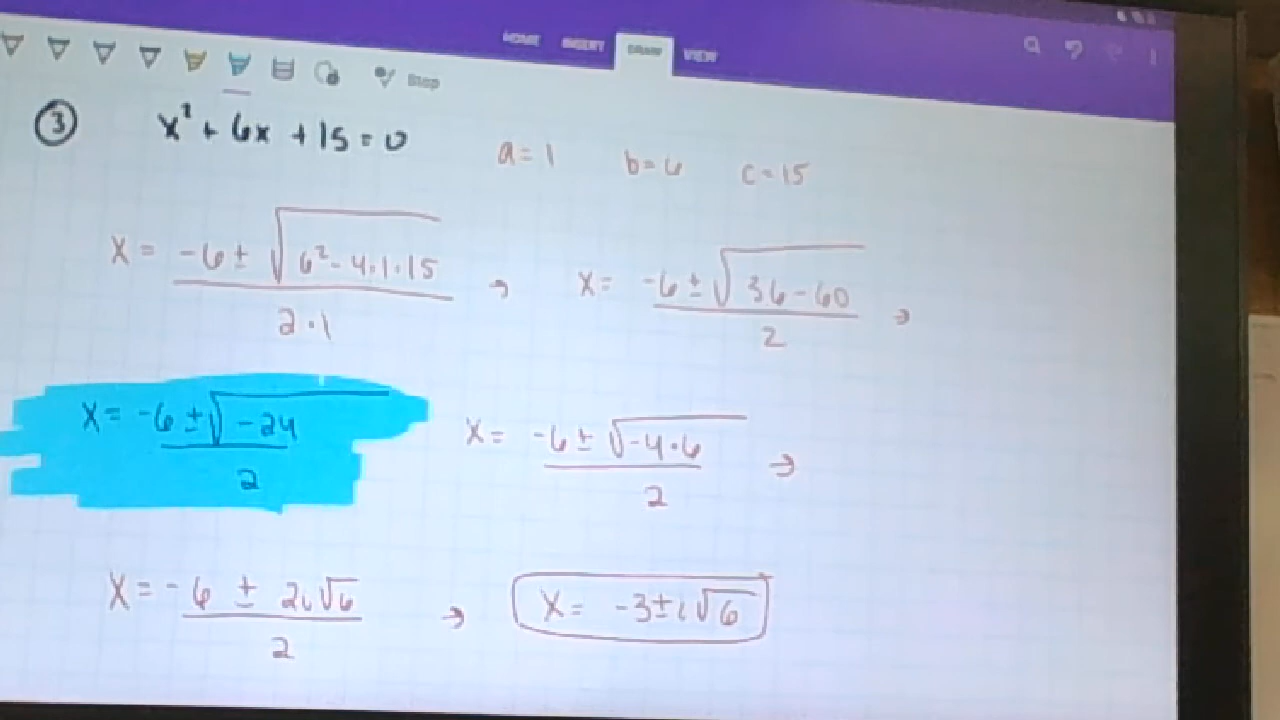 HOME INSERT DRAW VIEW
Stop
③ x² + 6x + 15 = 0
a = 1 b = 6 c = 15
x = (-6 ± √(6² - 4·1·15)) / (2·1) → x = (-6 ± √(36 - 60)) / 2 →
x = (-6 ± √(-24)) / 2 x = (-6 ± √(-4·6)) / 2 →
x = (-6 ± 2i√6) / 2 → x = -3 ± i√6